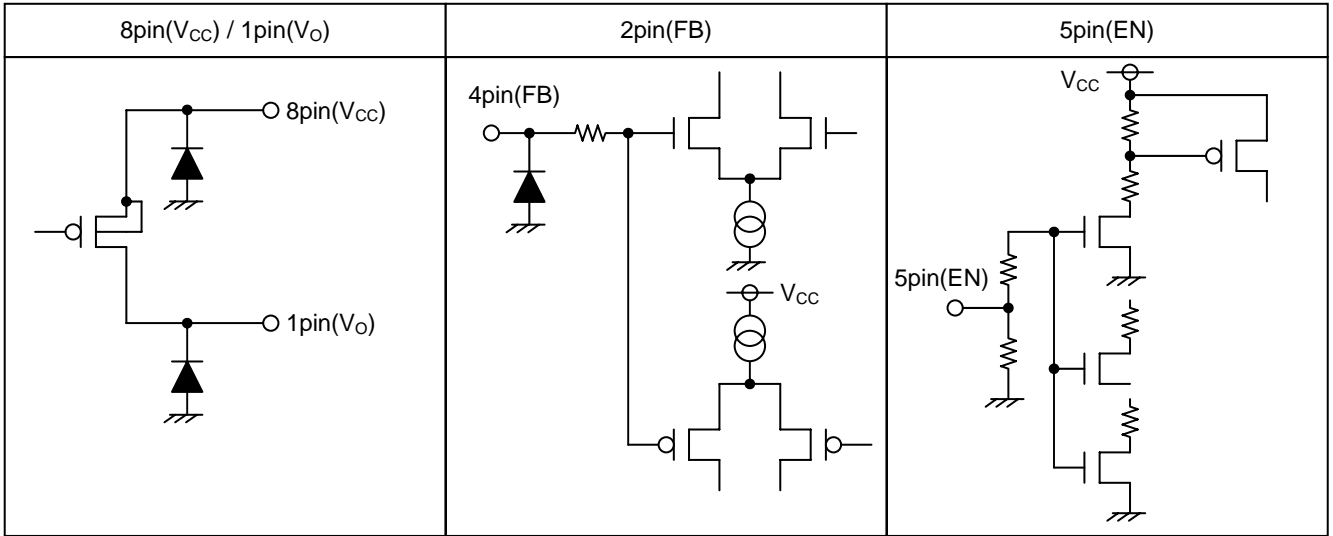 8pin(VCC) / 1pin(VO)
2pin(FB)
5pin(EN)
8pin(VCC)
1pin(VO)
4pin(FB)
VCC
VCC
5pin(EN)